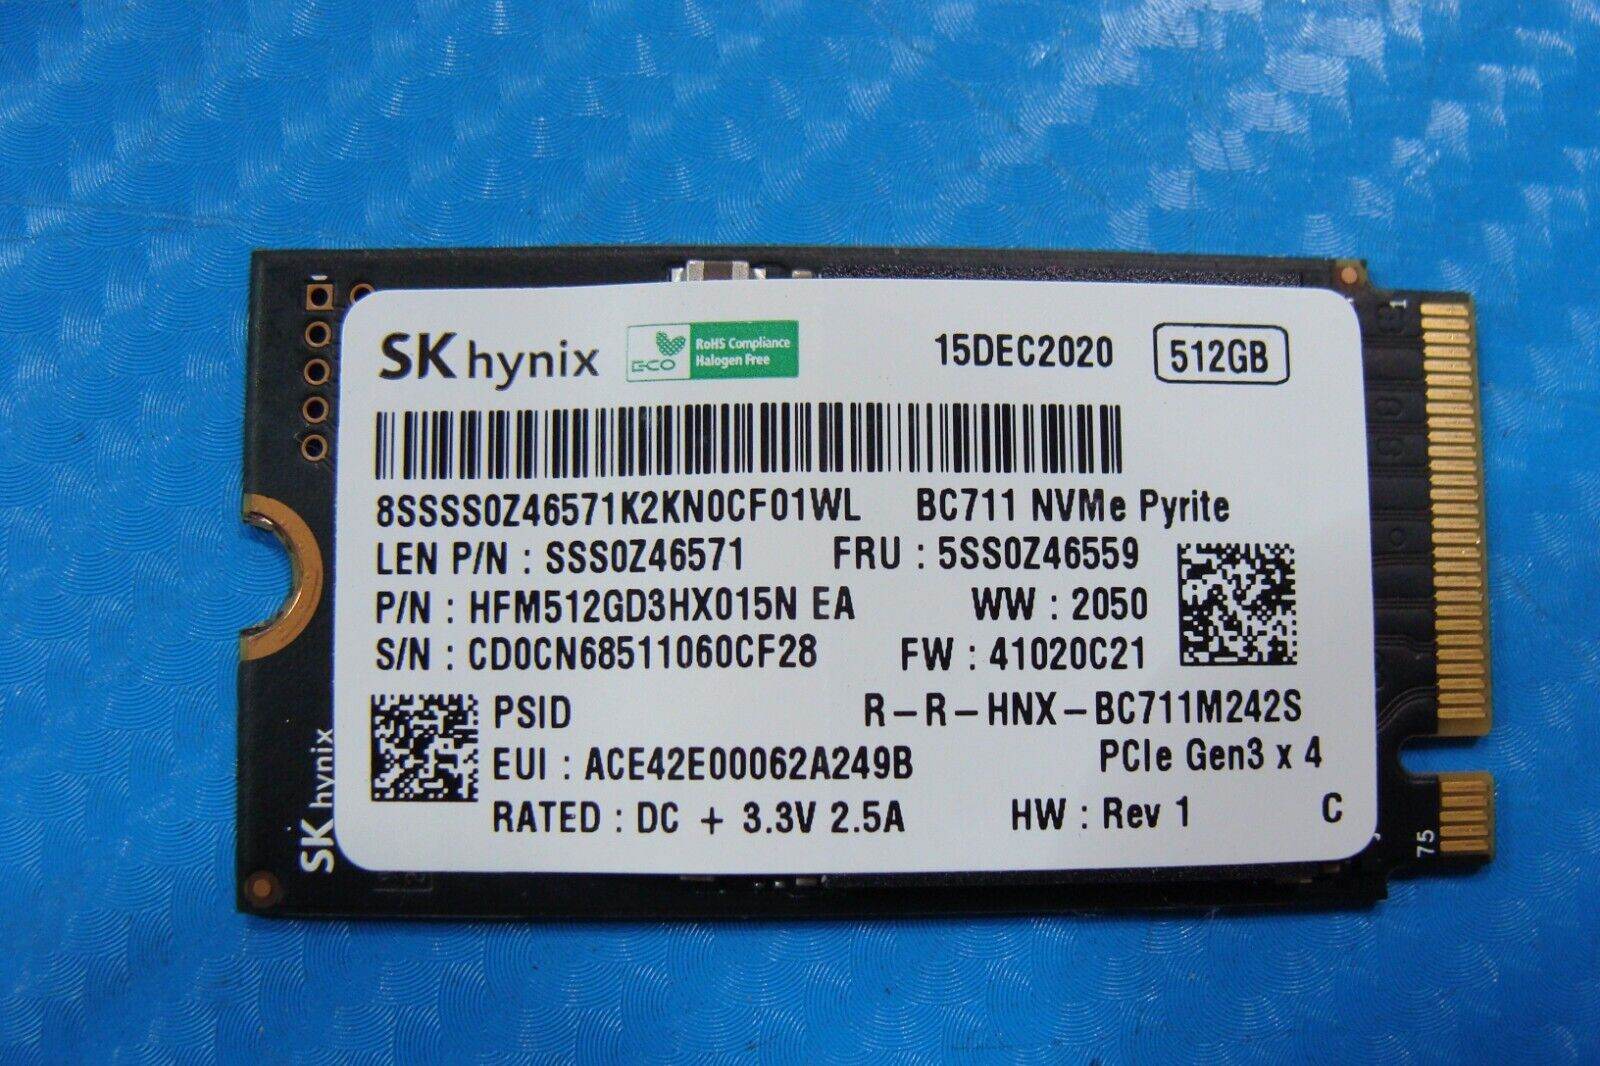 SK hynix ECO RoHS Compliance Halogen Free 15DEC2020 512GB
8SSSS0Z46571K2KN0CF01WL BC711 NVMe Pyrite
LEN P/N : SSS0Z46571 FRU : 5SS0Z46559
P/N : HFM512GD3HX015N EA WW : 2050
S/N : CD0CN68511060CF28 FW : 41020C21
PSID R-R-HNX-BC711M242S
EUI : ACE42E00062A249B PCIe Gen3 x 4
RATED : DC + 3.3V 2.5A HW : Rev 1 C
SK hynix
1
75